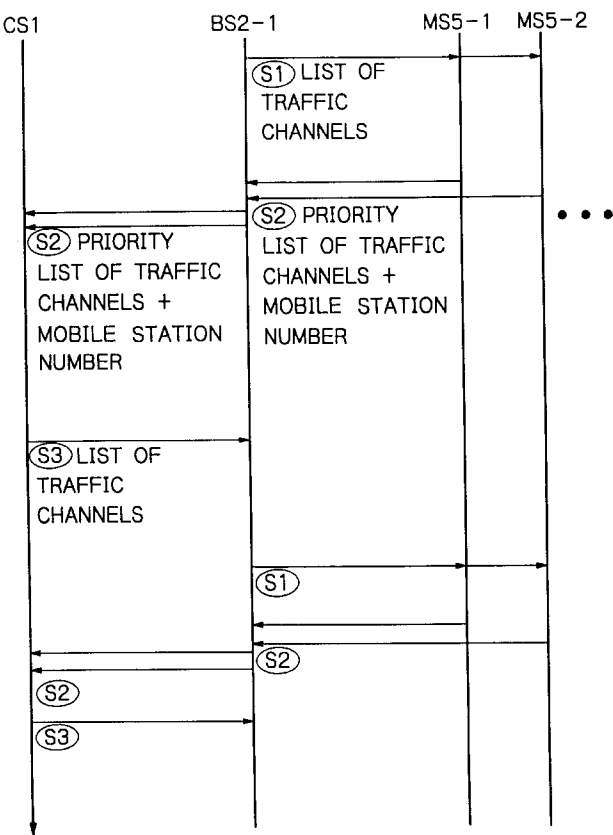 CS1 BS2-1 MS5-1 MS5-2
S1 LIST OF
TRAFFIC
CHANNELS
S2 PRIORITY
LIST OF TRAFFIC
CHANNELS +
MOBILE STATION
NUMBER
S2 PRIORITY
LIST OF TRAFFIC
CHANNELS +
MOBILE STATION
NUMBER
S3 LIST OF
TRAFFIC
CHANNELS
S1
S2
S2
S3